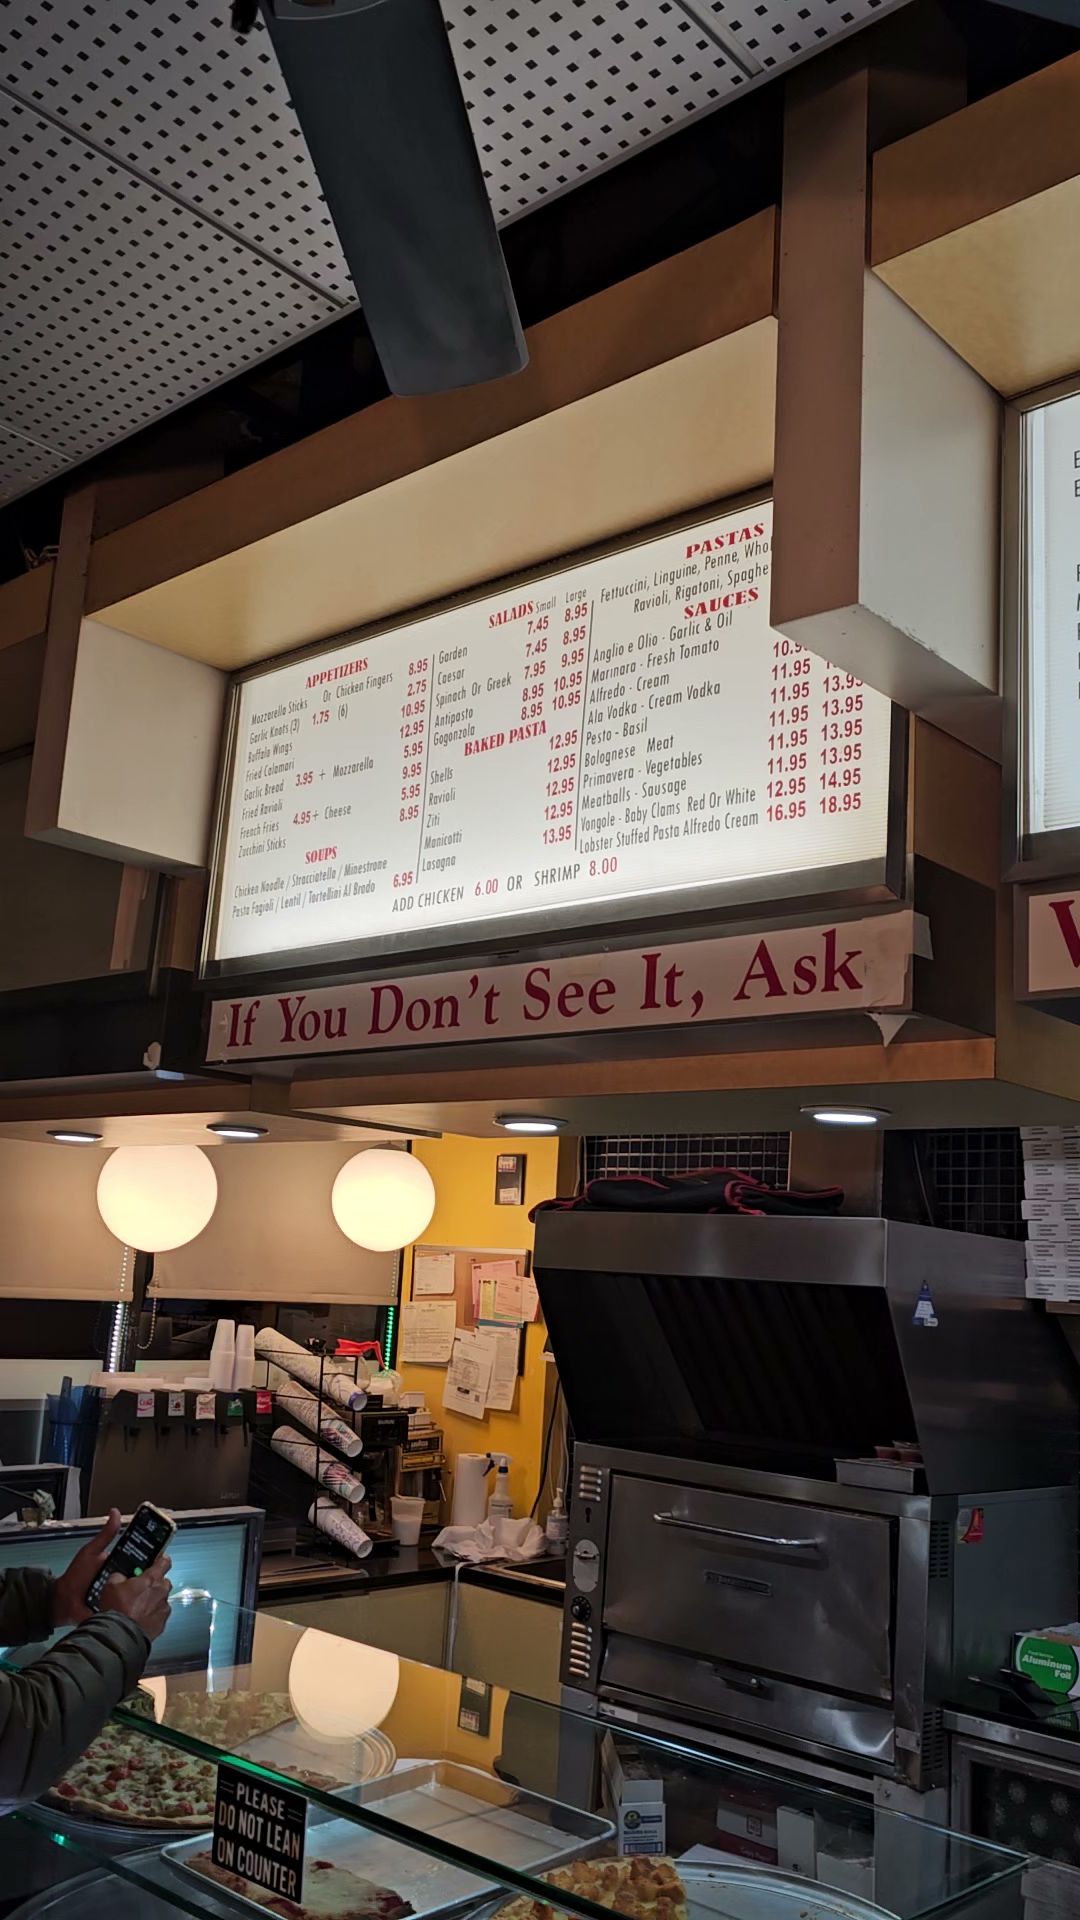 APPETIZERS
Mozzarella Sticks Or Chicken Fingers 8.95
Garlic Knots (3) 1.75 (6) 2.75
Buffalo Wings 10.95
Fried Calamari 12.95
Garlic Bread 3.95 + Mozzarella 5.95
Fried Ravioli 9.95
French Fries 4.95+ Cheese 5.95
Zucchini Sticks 8.95
SOUPS
Chicken Noodle / Stracciatella / Minestrone
Pasta Fagioli / Lentil / Tortellini Al Brodo 6.95
SALADS Small Large
Garden 7.45 8.95
Caesar 7.45 8.95
Spinach Or Greek 7.95 9.95
Antipasto 8.95 10.95
Gogonzola 8.95 10.95
BAKED PASTA
Shells 12.95
Ravioli 12.95
Ziti 12.95
Manicotti 12.95
Lasagna 13.95
PASTAS
Fettuccini, Linguine, Penne,
Ravioli, Rigatoni,
SAUCES
Anglio e Olio - Garlic & Oil
Marinara - Fresh Tomato
Alfredo - Cream 11.95
Ala Vodka - Cream Vodka 11.95 13.95
Pesto - Basil 11.95 13.95
Bolognese Meat 11.95 13.95
Primavera - Vegetables 11.95 13.95
Meatballs - Sausage 11.95 13.95
Vongole - Baby Clams Red Or White 12.95 14.95
Lobster Stuffed Pasta Alfredo Cream 16.95 18.95
ADD CHICKEN 6.00 OR SHRIMP 8.00
If You Don't See It, Ask
Aluminum
Foil
PLEASE
DO NOT LEAN
ON COUNTER